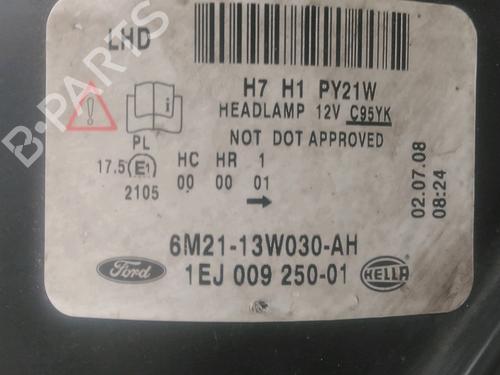 LHD
H7 H1 PY21W
HEADLAMP 12V C95YK
NOT DOT APPROVED
PL
17.5 E1 HC HR 1
2105 00 00 01
02.07.08
08:24
6M21-13W030-AH
Ford 1EJ 009 250-01 HELLA
B-PARTS